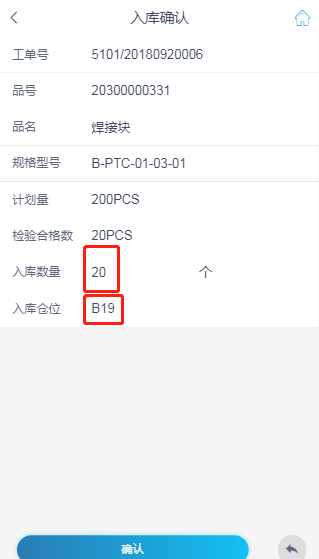 入库确认
工单号 5101/20180920006
品号 20300000331
品名 焊接块
规格型号 B-PTC-01-03-01
计划量 200PCS
检验合格数 20PCS
入库数量 20 个
入库仓位 B19
确认